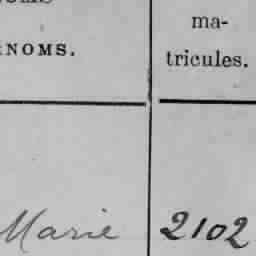 ma-
NOMS.
tricules.
Marie 2102